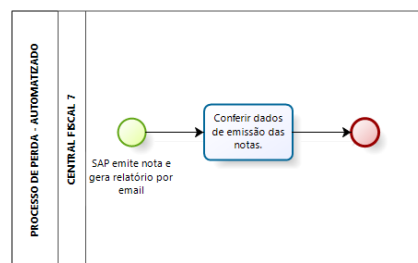 PROCESSO DE PERDA - AUTOMATIZADO
CENTRAL FISCAL 7
SAP emite nota e
gera relatório por
email
Conferir dados
de emissão das
notas.